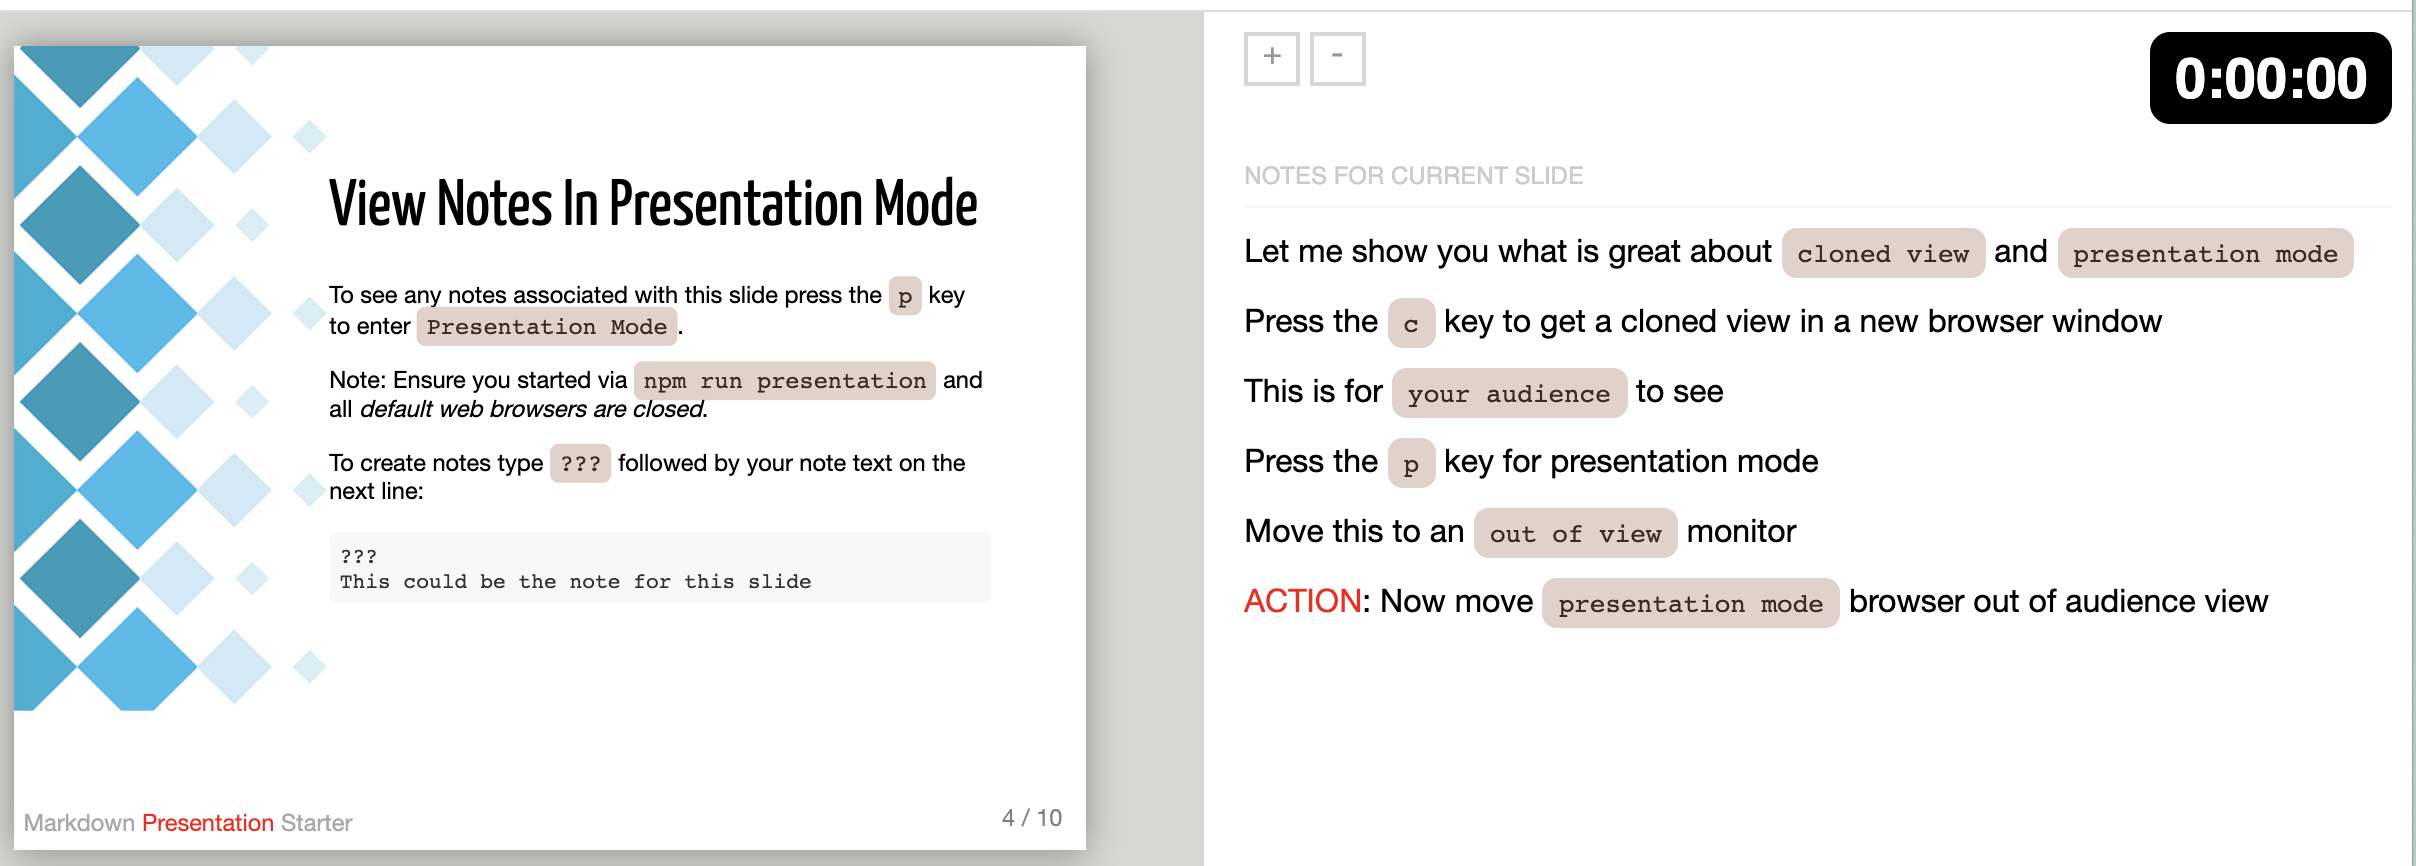 View Notes In Presentation Mode
To see any notes associated with this slide press the p key
to enter Presentation Mode.
Note: Ensure you started via npm run presentation and
all default web browsers are closed.
To create notes type ??? followed by your note text on the
next line:
???
This could be the note for this slide
Markdown Presentation Starter
4 / 10
+ -
0:00:00
NOTES FOR CURRENT SLIDE
Let me show you what is great about cloned view and presentation mode
Press the c key to get a cloned view in a new browser window
This is for your audience to see
Press the p key for presentation mode
Move this to an out of view monitor
ACTION: Now move presentation mode browser out of audience view